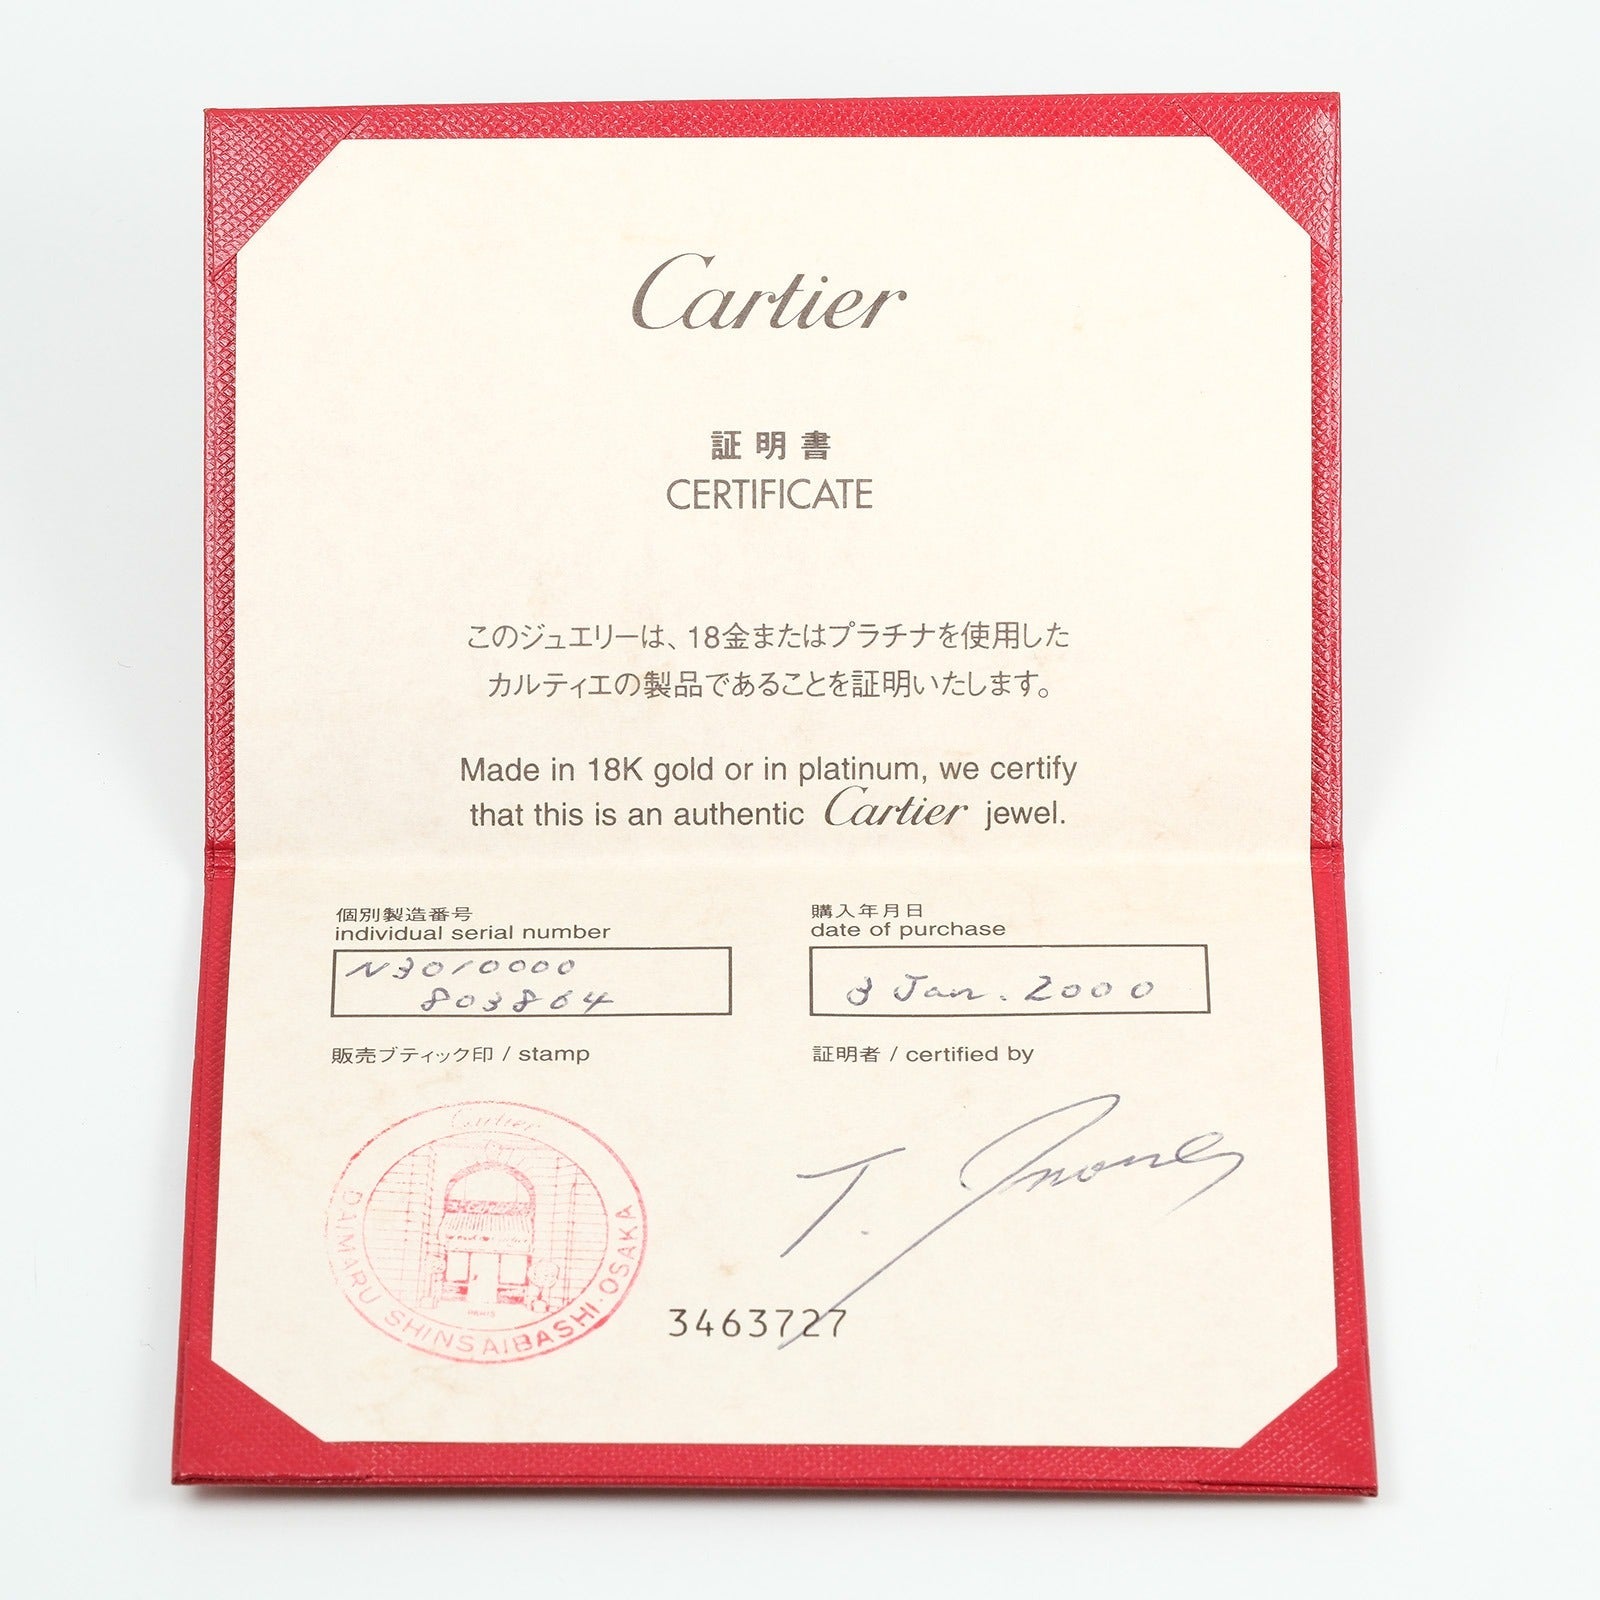 Cartier
証明書
CERTIFICATE
このジュエリーは、18金またはプラチナを使用した
カルティエの製品であることを証明いたします。
Made in 18K gold or in platinum, we certify
that this is an authentic Cartier jewel.
個別製造番号
individual serial number
N3010000
803864
購入年月日
date of purchase
3 Jan. 2000
販売ブティック印 / stamp
証明者 / certified by
Cartier
PARIS
DAIMARU SHINSAIBASHI·OSAKA
T.
3463727